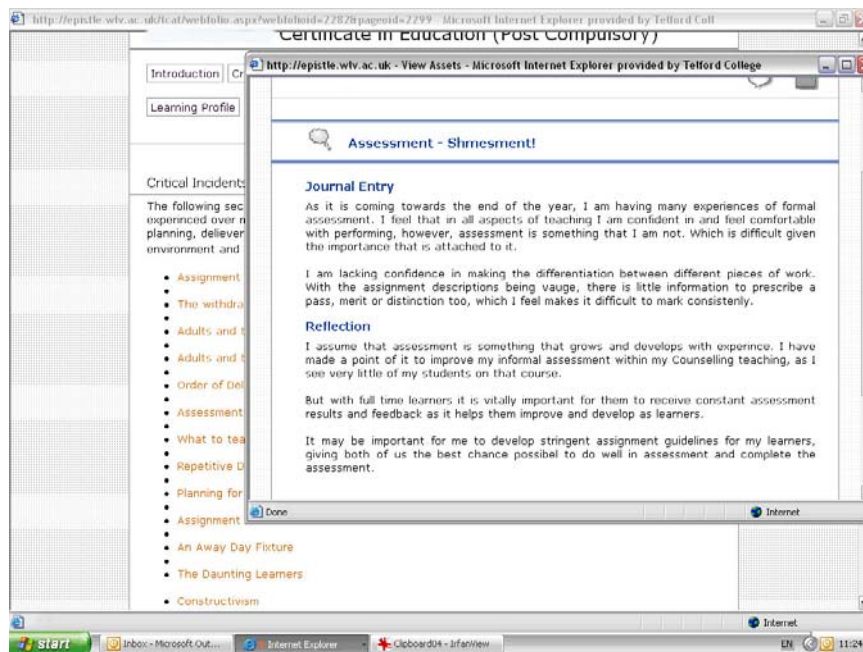 http://epistle.wlv.ac.uk/lcat/webfolio.aspx?webfolioid=2282&pageoid=2299 - Microsoft Internet Explorer provided by Telford Coll
Certificate in Education (Post Compulsory)
http://epistle.wlv.ac.uk - View Assets - Microsoft Internet Explorer provided by Telford College
Introduction Cr
Learning Profile
Assessment - Shmesment!
Critical Incidents
The following sec
experinced over n
planning, deliever
environment and
Assignment
The withdra
Adults and t
Adults and t
Order of Del
Assessment
What to tea
Repetitive D
Planning for
Assignment
An Away Day Fixture
The Daunting Learners
Constructivism
Journal Entry
As it is coming towards the end of the year, I am having many experiences of formal
assessment. I feel that in all aspects of teaching I am confident in and feel comfortable
with performing, however, assessment is something that I am not. Which is difficult given
the importance that is attached to it.
I am lacking confidence in making the differentiation between different pieces of work.
With the assignment descriptions being vauge, there is little information to prescribe a
pass, merit or distinction too, which I feel makes it difficult to mark consistenly.
Reflection
I assume that assessment is something that grows and develops with experince. I have
made a point of it to improve my informal assessment within my Counselling teaching, as I
see very little of my students on that course.
But with full time learners it is vitally important for them to receive constant assessment
results and feedback as it helps them improve and develop as learners.
It may be important for me to develop stringent assignment guidelines for my learners,
giving both of us the best chance possibel to do well in assessment and complete the
assessment.
Done Internet
Internet
start Inbox - Microsoft Out... Internet Explorer Clipboard04 - IrfanView EN 11:24